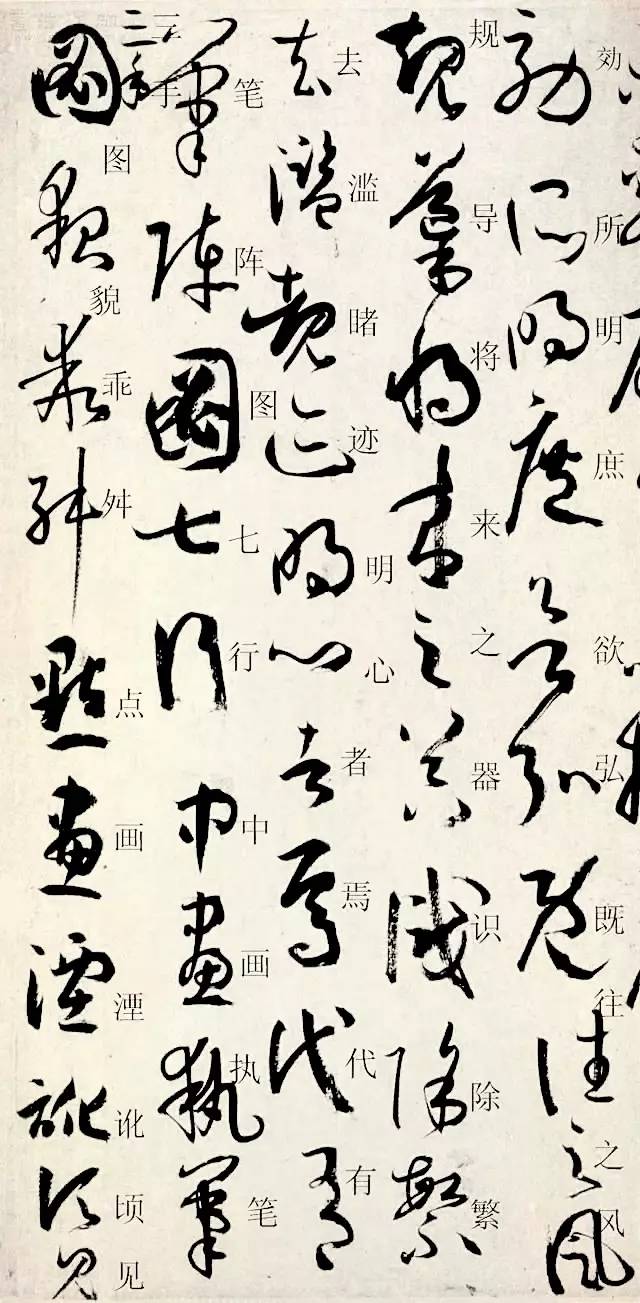 効所明庶欲弘既往之风
规导将来之器识除繁
去滥睹迹明心者焉代有
笔阵图七行中画执笔
三手
图貌乖舛点画湮讹顷见